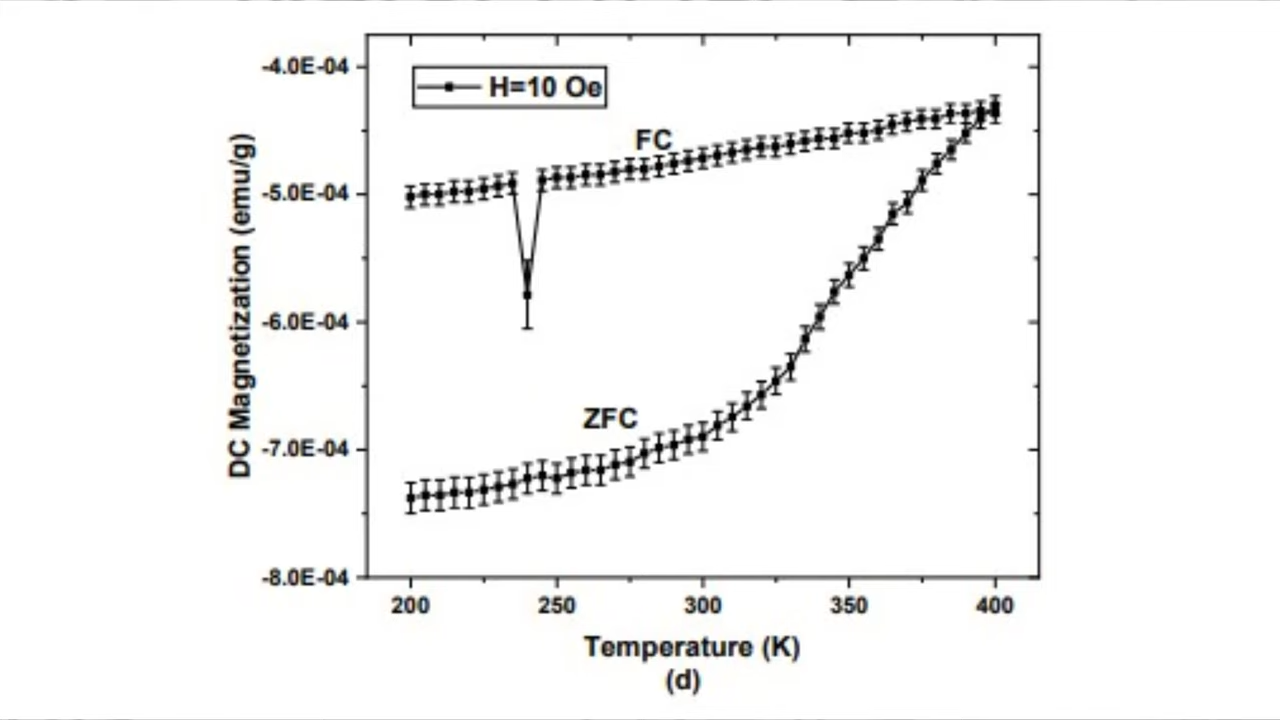 -4.0E-04
H=10 Oe
FC
-5.0E-04
DC Magnetization (emu/g)
-6.0E-04
ZFC
-7.0E-04
-8.0E-04
200 250 300 350 400
Temperature (K)
(d)